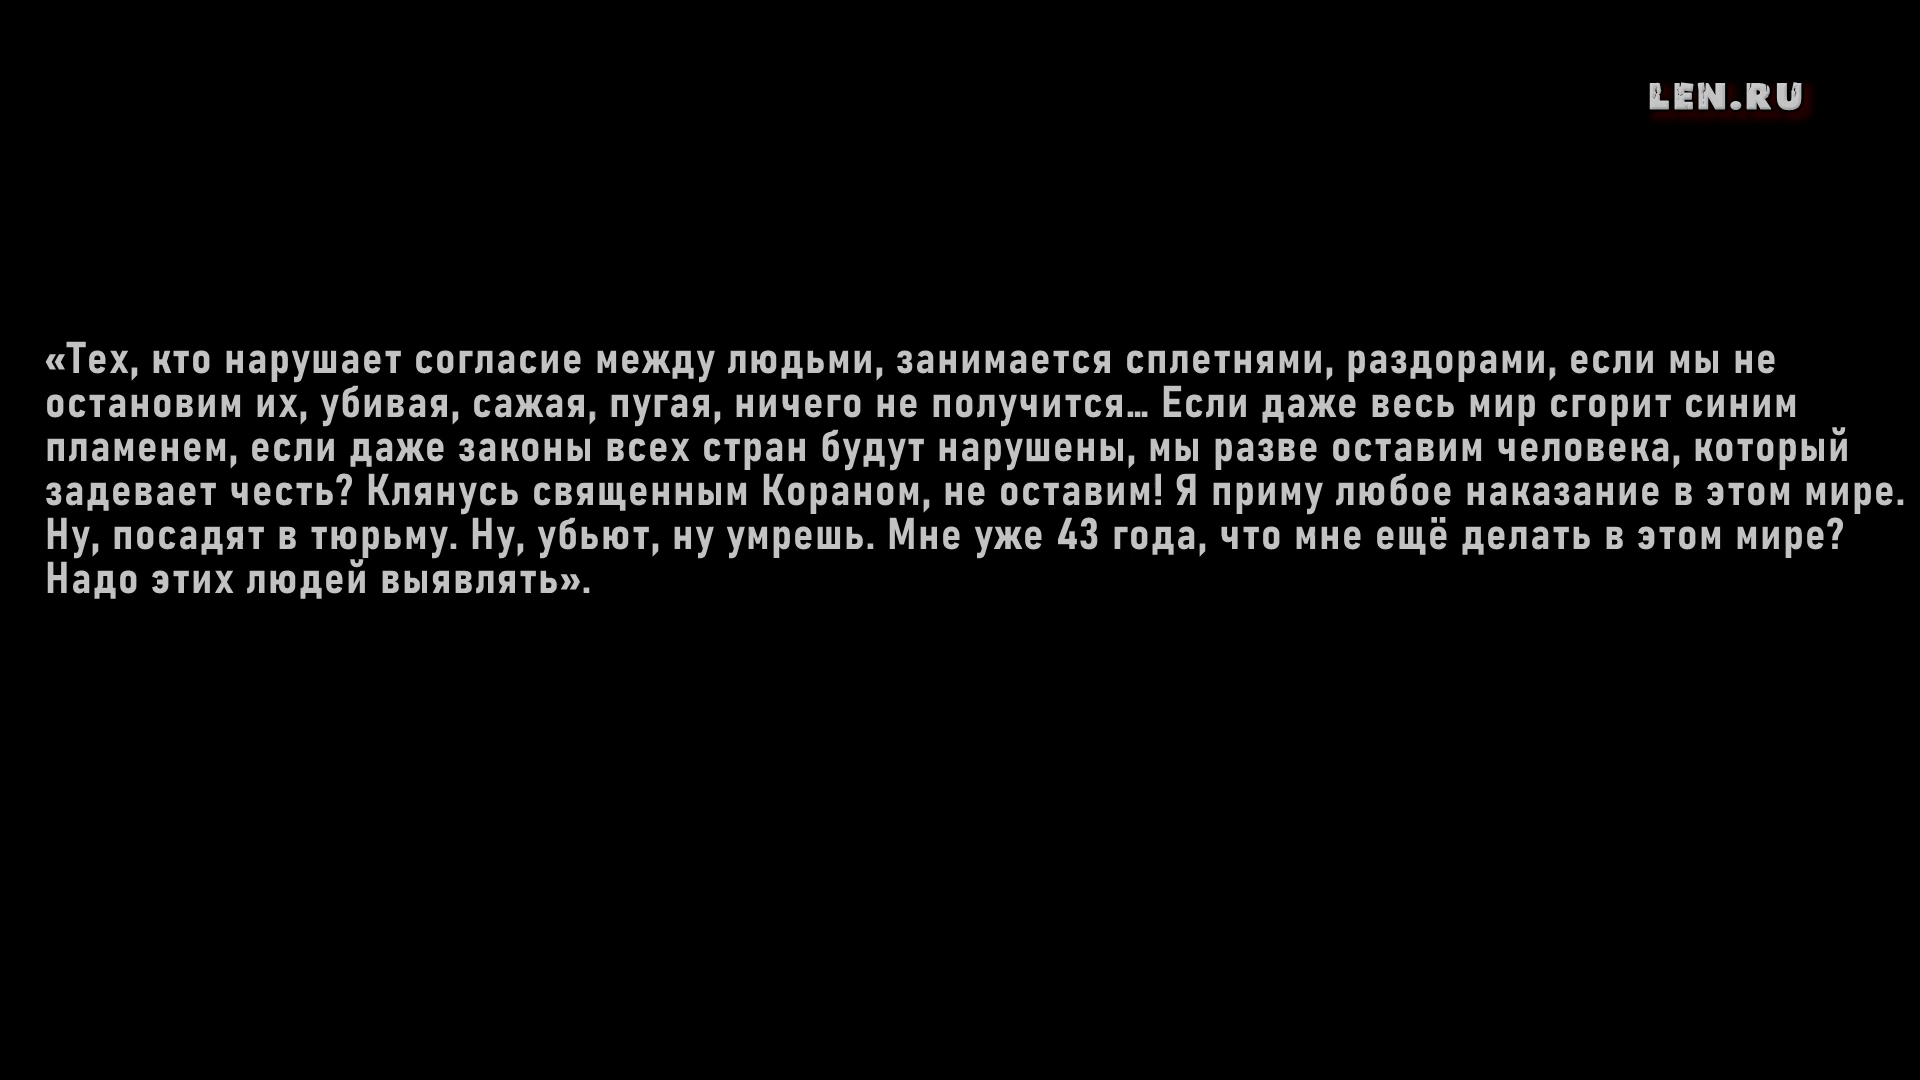 LEN.RU
«Тех, кто нарушает согласие между людьми, занимается сплетнями, раздорами, если мы не
остановим их, убивая, сажая, пугая, ничего не получится… Если даже весь мир сгорит синим
пламенем, если даже законы всех стран будут нарушены, мы разве оставим человека, который
задевает честь? Клянусь священным Кораном, не оставим! Я приму любое наказание в этом мире.
Ну, посадят в тюрьму. Ну, убьют, ну умрешь. Мне уже 43 года, что мне ещё делать в этом мире?
Надо этих людей выявлять».